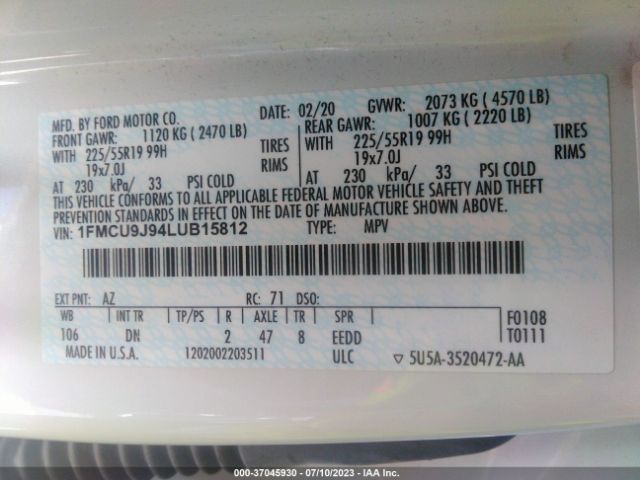 MFD. BY FORD MOTOR CO. DATE: 02/20 GVWR: 2073 KG ( 4570 LB)
FRONT GAWR: 1120 KG ( 2470 LB) REAR GAWR: 1007 KG ( 2220 LB)
WITH 225/55R19 99H TIRES WITH 225/55R19 99H TIRES
19x7.0J RIMS 19x7.0J RIMS
AT 230 kPa/ 33 PSI COLD AT 230 kPa/ 33 PSI COLD
THIS VEHICLE CONFORMS TO ALL APPLICABLE FEDERAL MOTOR VEHICLE SAFETY AND THEFT
PREVENTION STANDARDS IN EFFECT ON THE DATE OF MANUFACTURE SHOWN ABOVE.
VIN: 1FMCU9J94LUB15812 TYPE: MPV
EXT PNT: AZ RC: 71 DSO:
WB INT TR TP/PS R AXLE TR SPR F0108
106 DN 2 47 8 EEDD T0111
MADE IN U.S.A. 1202002203511 ULC ▽ 5U5A-3520472-AA
000-37045930 - 07/10/2023 - IAA Inc.